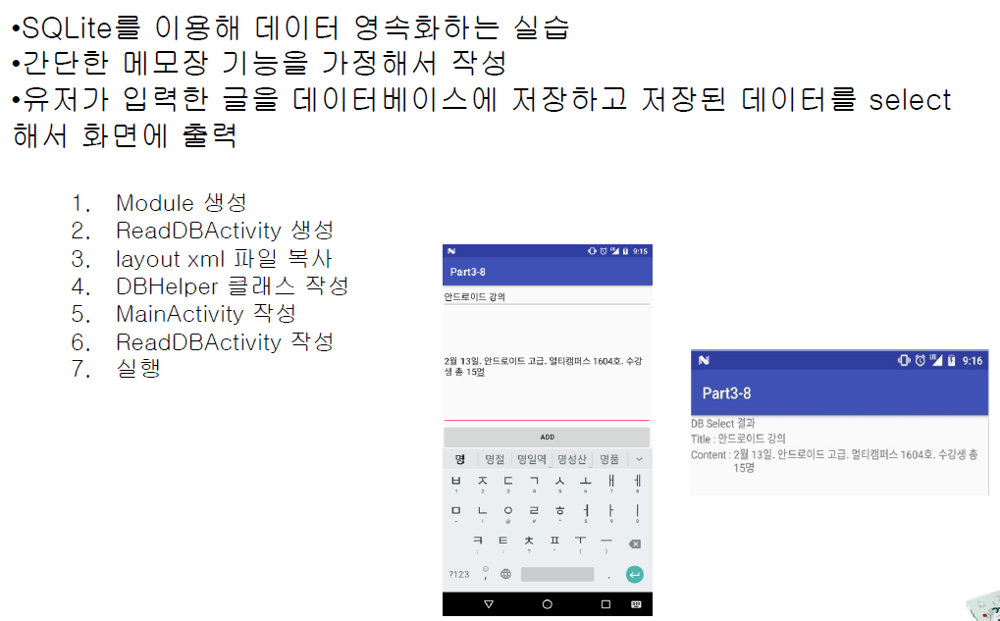 •SQLite를 이용해 데이터 영속화하는 실습
•간단한 메모장 기능을 가정해서 작성
•유저가 입력한 글을 데이터베이스에 저장하고 저장된 데이터를 select
해서 화면에 출력
1. Module 생성
2. ReadDBActivity 생성
3. layout xml 파일 복사
4. DBHelper 클래스 작성
5. MainActivity 작성
6. ReadDBActivity 작성
7. 실행
9:15
Part3-8
안드로이드 강의
2월 13일. 안드로이드 고급. 멀티캠퍼스 1604호. 수강
생 총 15명
ADD
명 명절 명일역 명성산 명품
ㅂ ㅈ ㄷ ㄱ ㅅ ㅗ ㅐ ㅔ
ㅁ ㄴ ㅇ ㄹ ㅎ ㅓ ㅏ ㅣ
ㅋ ㅌ ㅊ ㅍ ㅜ ㅡ
?123 , .
9:16
Part3-8
DB Select 결과
Title : 안드로이드 강의
Content : 2월 13일. 안드로이드 고급. 멀티캠퍼스 1604호. 수강생 총
15명